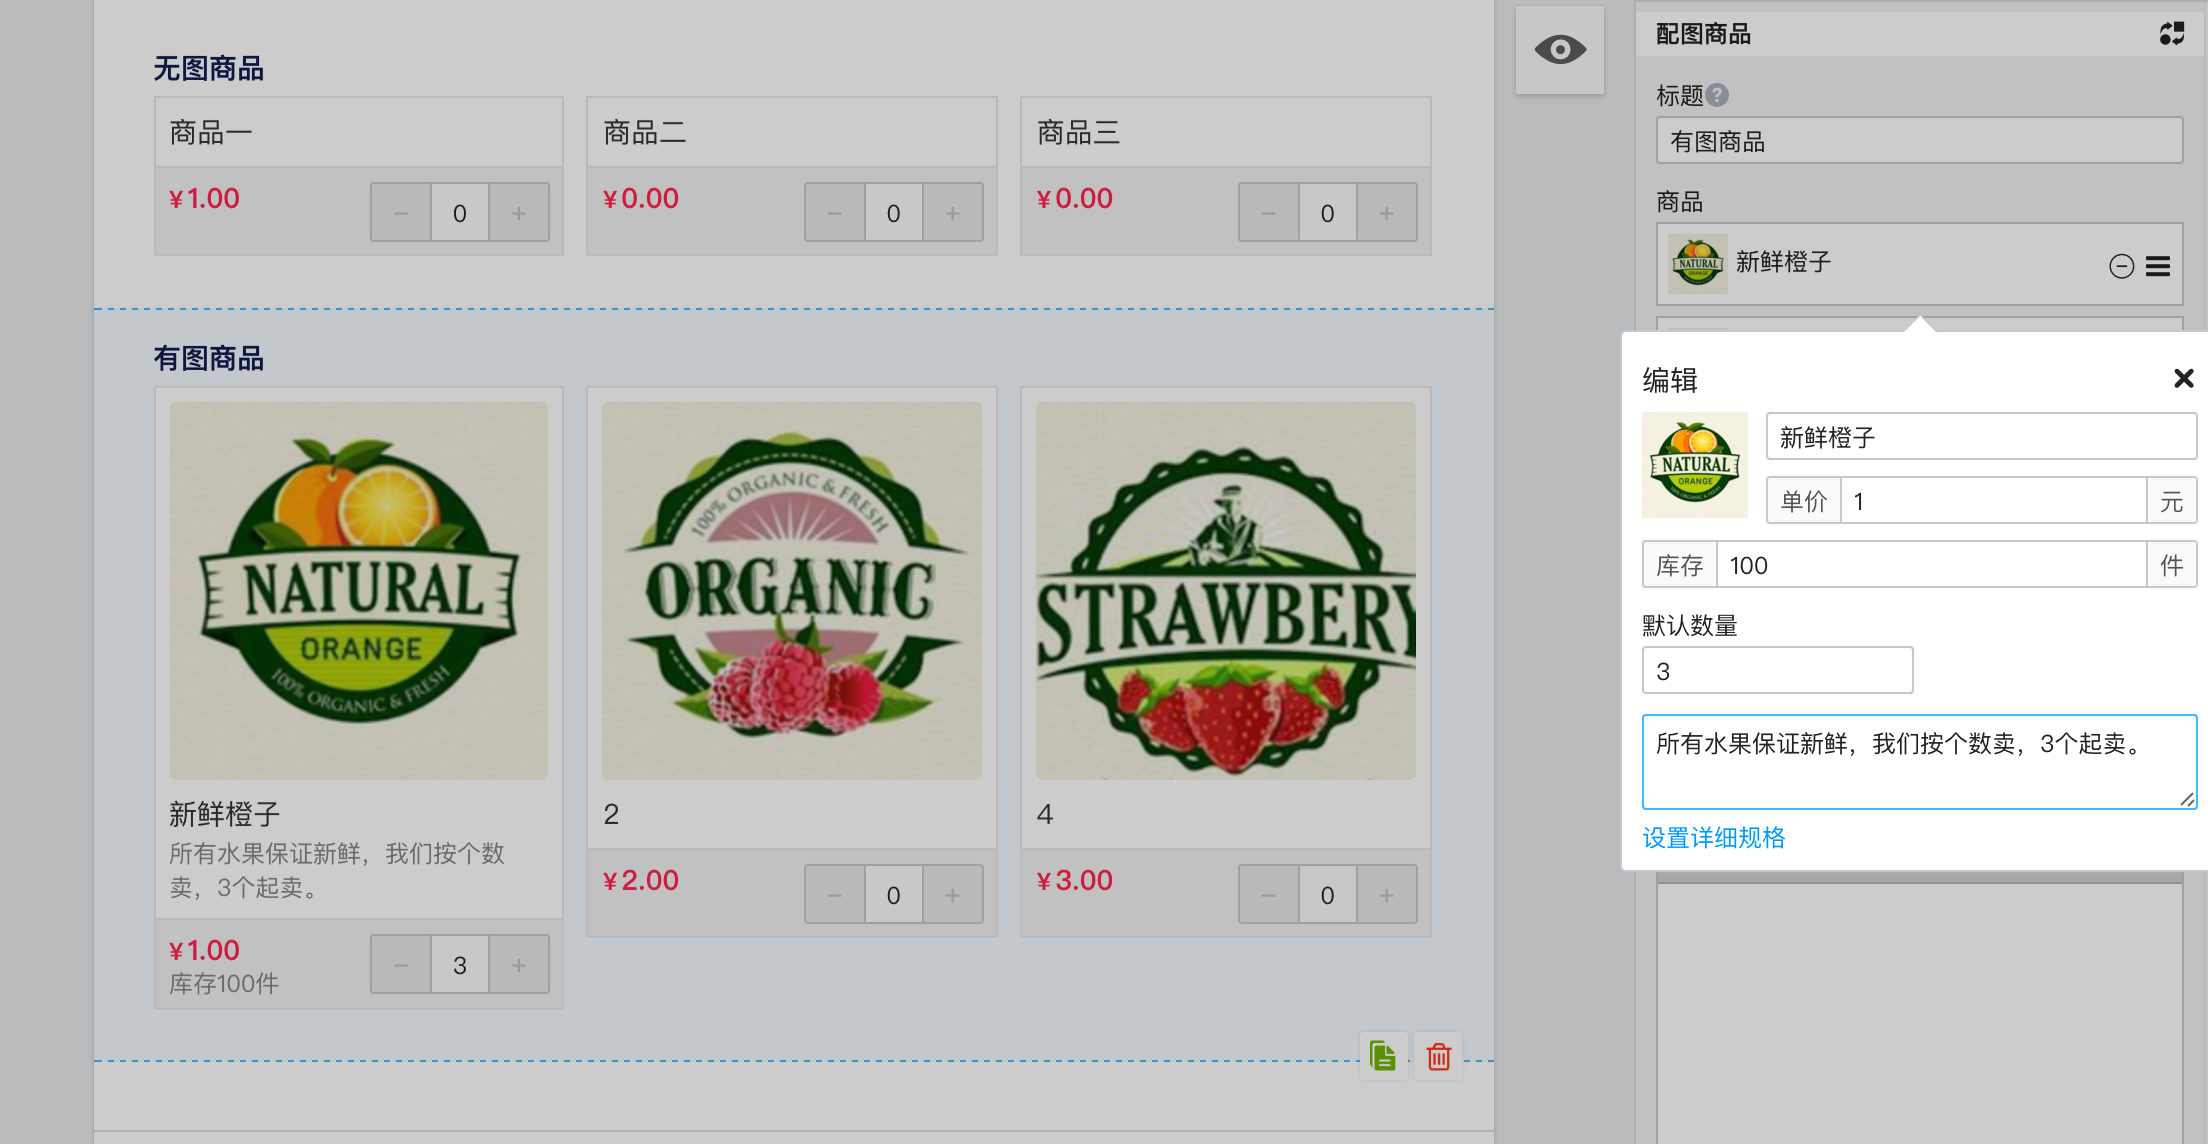 无图商品
商品一
¥1.00
− 0 +
商品二
¥0.00
− 0 +
商品三
¥0.00
− 0 +
有图商品
NATURAL
ORANGE
100% ORGANIC & FRESH
新鲜橙子
所有水果保证新鲜，我们按个数
卖，3个起卖。
¥1.00
库存100件
− 3 +
100% ORGANIC & FRESH
ORGANIC
2
¥2.00
− 0 +
STRAWBERY
4
¥3.00
− 0 +
配图商品
标题?
有图商品
商品
NATURAL
ORANGE
新鲜橙子
编辑
NATURAL
ORANGE
100% ORGANIC & FRESH
新鲜橙子
单价 1 元
库存 100 件
默认数量
3
所有水果保证新鲜，我们按个数卖，3个起卖。
设置详细规格